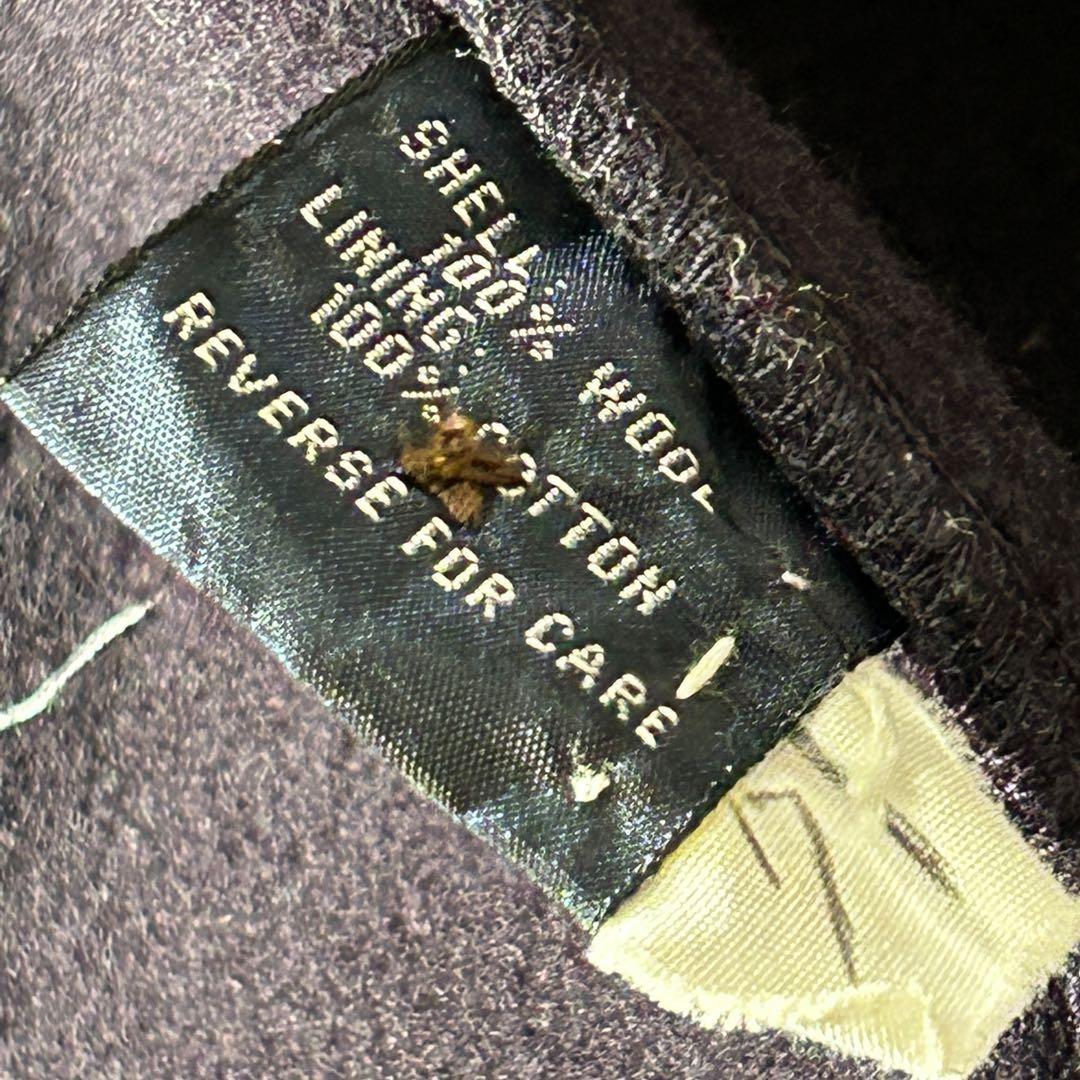 SHELL:
100% WOOL
LINING:
100% COTTON
REVERSE FOR CARE